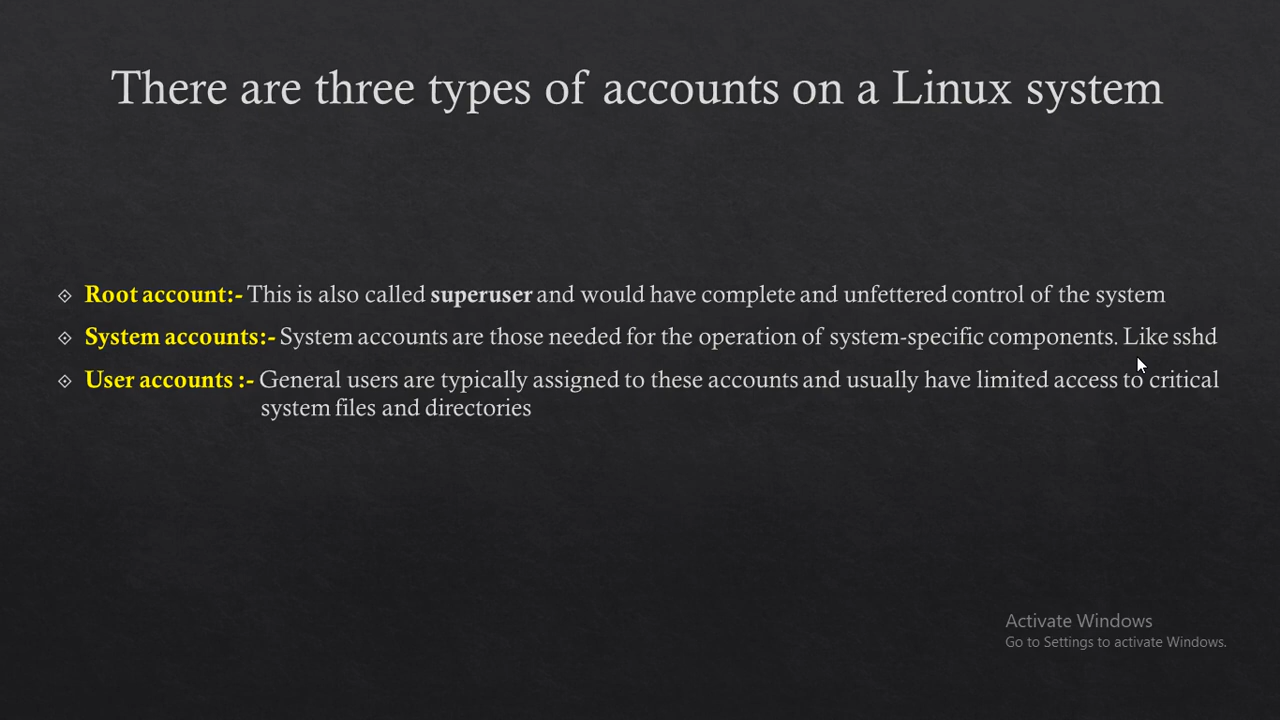 There are three types of accounts on a Linux system
Root account:- This is also called superuser and would have complete and unfettered control of the system
System accounts:- System accounts are those needed for the operation of system-specific components. Like sshd
User accounts :- General users are typically assigned to these accounts and usually have limited access to critical
system files and directories
Activate Windows
Go to Settings to activate Windows.